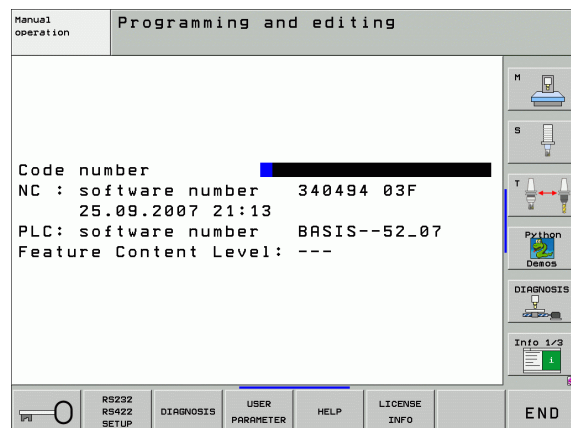 Manual
operation
Programming and editing
M
S
T
Code number
NC : software number 340494 03F
25.09.2007 21:13
PLC: software number BASIS--52_07
Feature Content Level: ---
Python
Demos
DIAGNOSIS
Info 1/3
i
RS232
RS422
SETUP
DIAGNOSIS
USER
PARAMETER
HELP
LICENSE
INFO
END